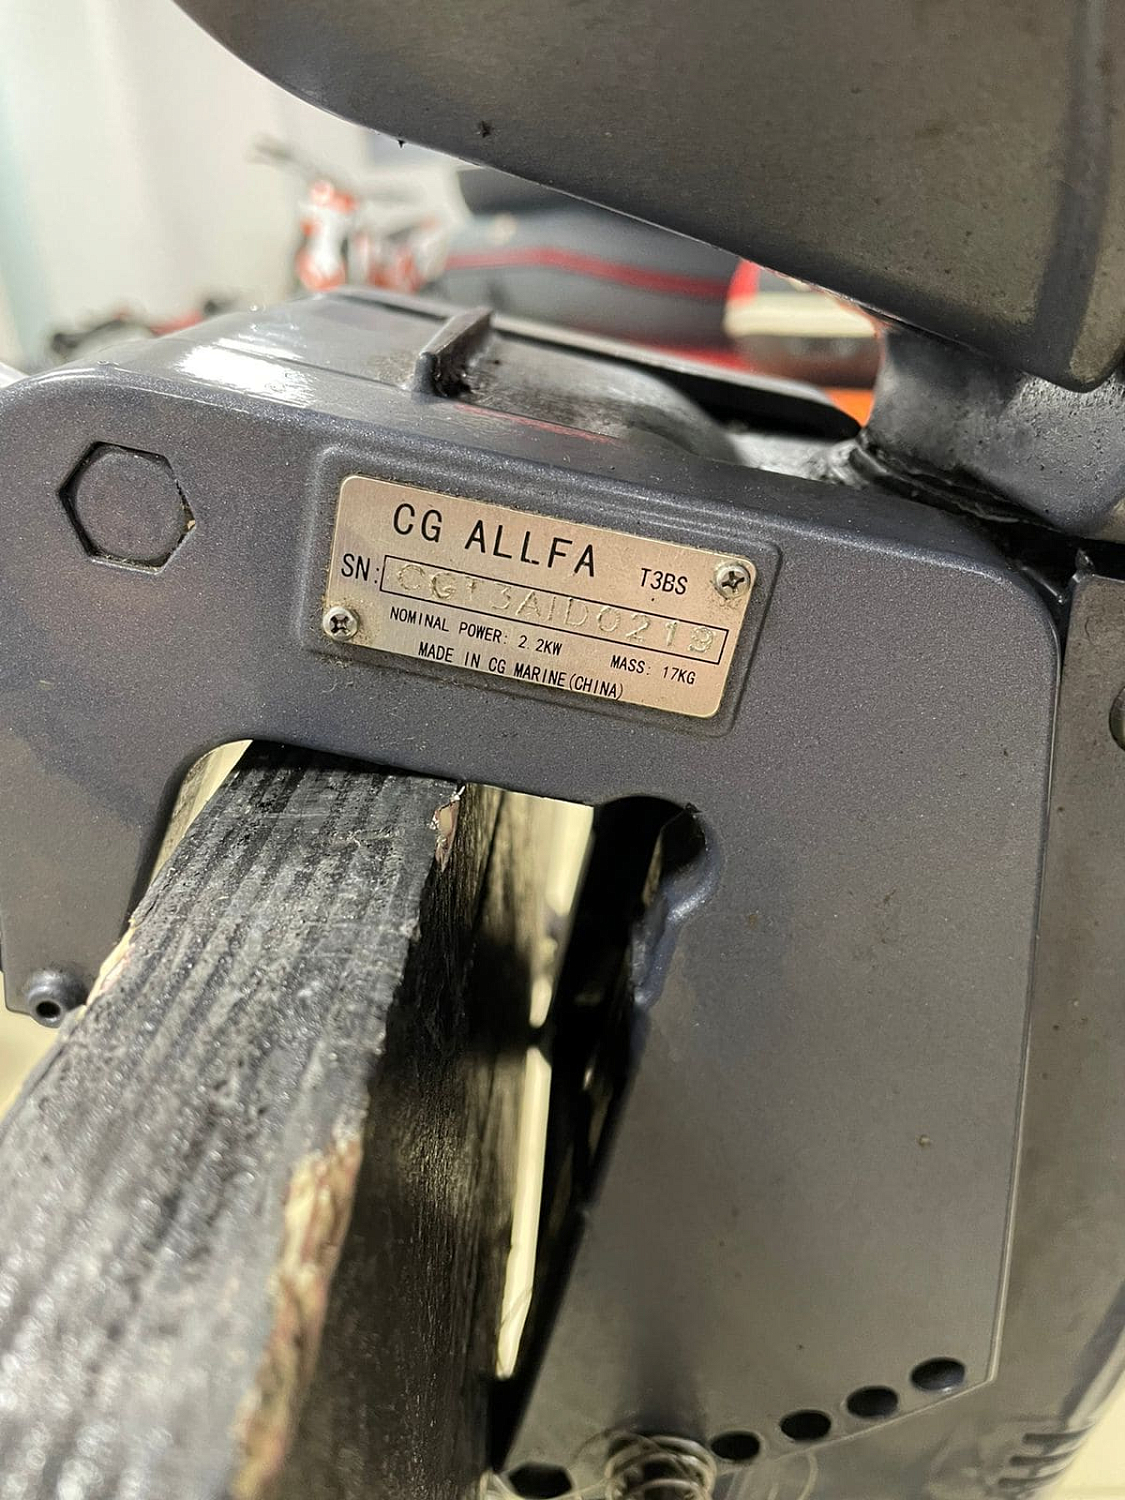 CG ALLFA T3BS
SN: CGT3AID0219
NOMINAL POWER: 2.2KW MASS: 17KG
MADE IN CG MARINE(CHINA)